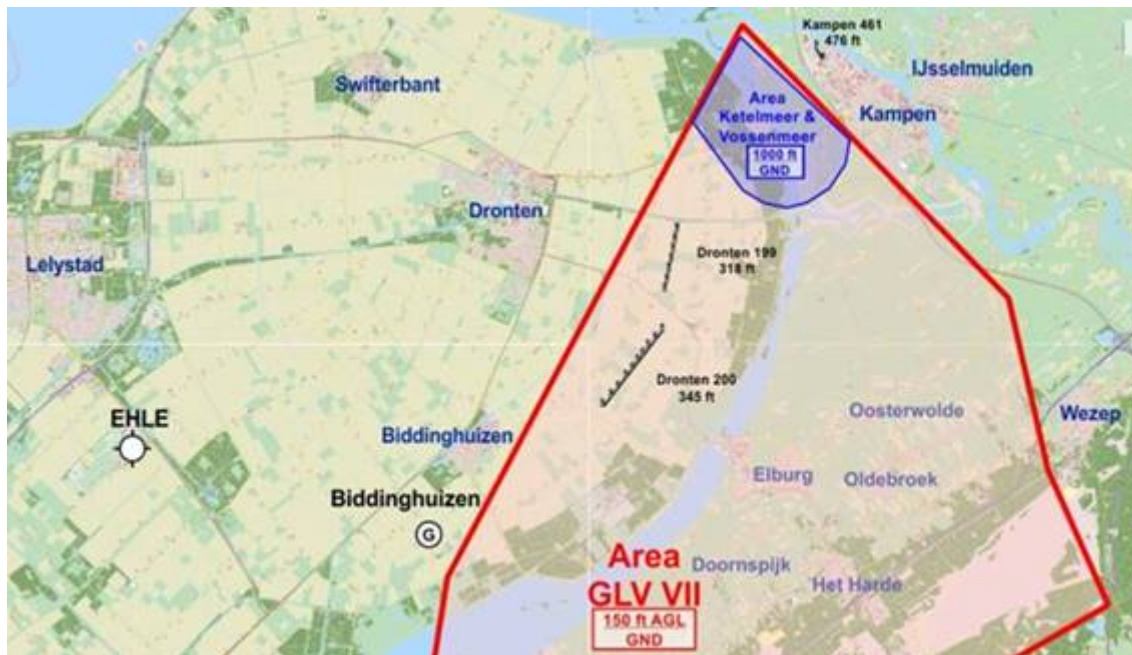 Kampen 461
476 ft
IJsselmuiden
Swifterbant
Area
Ketelmeer &
Vossenmeer
1000 ft
GND
Kampen
Dronten
Dronten 199
318 ft
Lelystad
Dronten 200
345 ft
EHLE
Oosterwolde
Wezep
Biddinghuizen
Elburg
Oldebroek
Biddinghuizen
G
Area
GLV VII
150 ft AGL
GND
Doornspijk
Het Harde